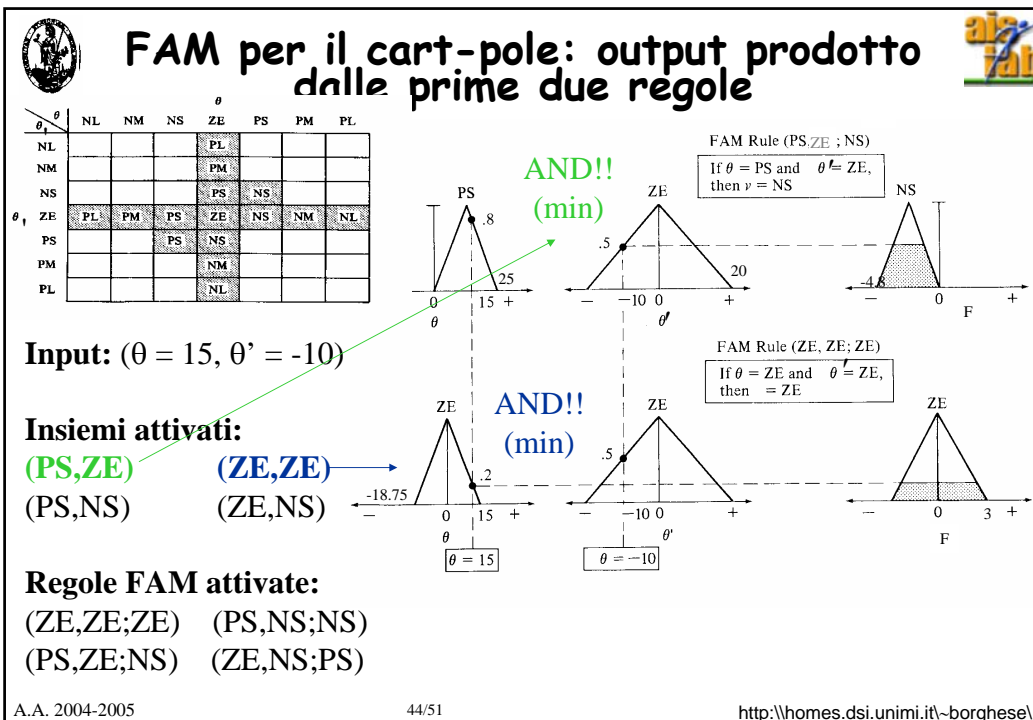 FAM per il cart-pole: output prodotto
dalle prime due regole
θ
θ, θ NL NM NS ZE PS PM PL
NL PL
NM PM
NS PS NS
θ, ZE PL PM PS ZE NS NM NL
PS PS NS
PM NM
PL NL
FAM Rule (PS,ZE ; NS)
If θ = PS and θ' = ZE,
then v = NS
AND!!
(min)
PS
.8
25
0 15 +
θ
ZE
.5
20
− −10 0 +
θ'
NS
-4.8
− 0 +
F
Input: (θ = 15, θ’ = -10)
FAM Rule (ZE, ZE; ZE)
If θ = ZE and θ' = ZE,
then = ZE
AND!!
(min)
Insiemi attivati:
(PS,ZE) (ZE,ZE)
(PS,NS) (ZE,NS)
ZE
.2
-18.75
− 0 15 +
θ
θ = 15
ZE
.5
− −10 0 +
θ'
θ = −10
ZE
− 0 3 +
F
Regole FAM attivate:
(ZE,ZE;ZE) (PS,NS;NS)
(PS,ZE;NS) (ZE,NS;PS)
A.A. 2004-2005 44/51 http:\\homes.dsi.unimi.it\~borghese\